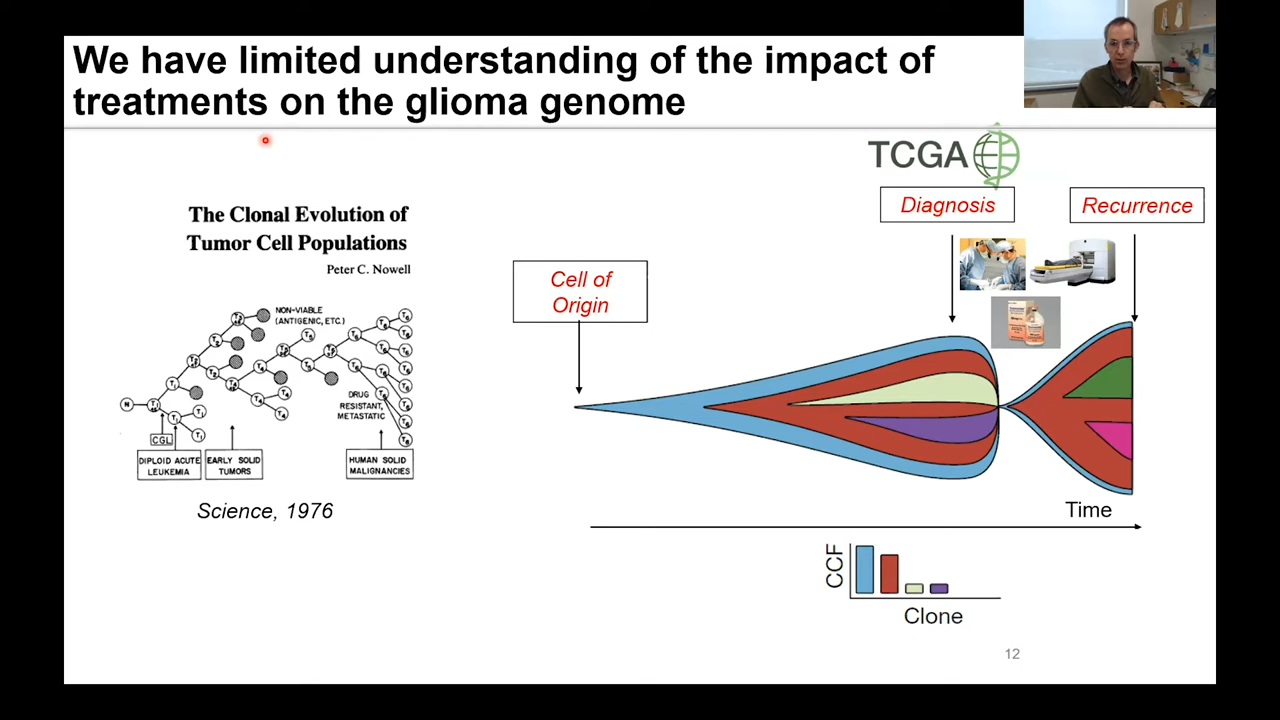 We have limited understanding of the impact of
treatments on the glioma genome
TCGA
Diagnosis
Recurrence
The Clonal Evolution of
Tumor Cell Populations
Peter C. Nowell
Cell of
Origin
NON-VIABLE
(ANTIGENIC, ETC.)
DRUG
RESISTANT,
METASTATIC
N
CGL
DIPLOID ACUTE
LEUKEMIA
EARLY SOLID
TUMORS
HUMAN SOLID
MALIGNANCIES
Science, 1976
Time
CCF
Clone
12